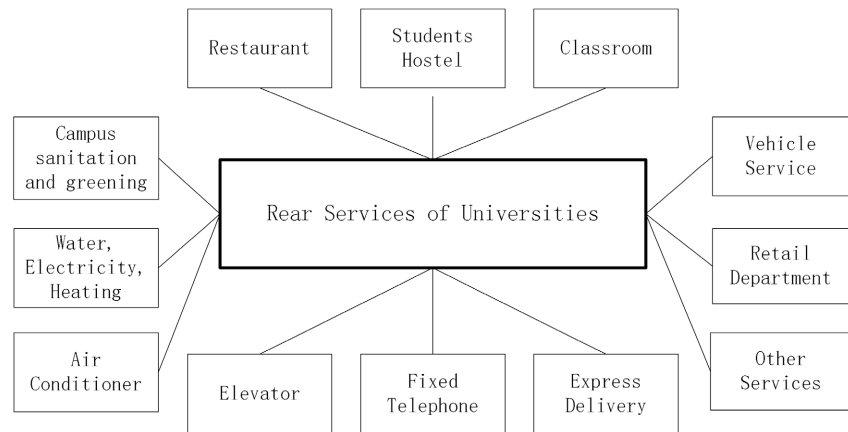 Restaurant
Students
Hostel
Classroom
Campus
sanitation
and greening
Vehicle
Service
Rear Services of Universities
Water,
Electricity,
Heating
Retail
Department
Air
Conditioner
Elevator
Fixed
Telephone
Express
Delivery
Other
Services